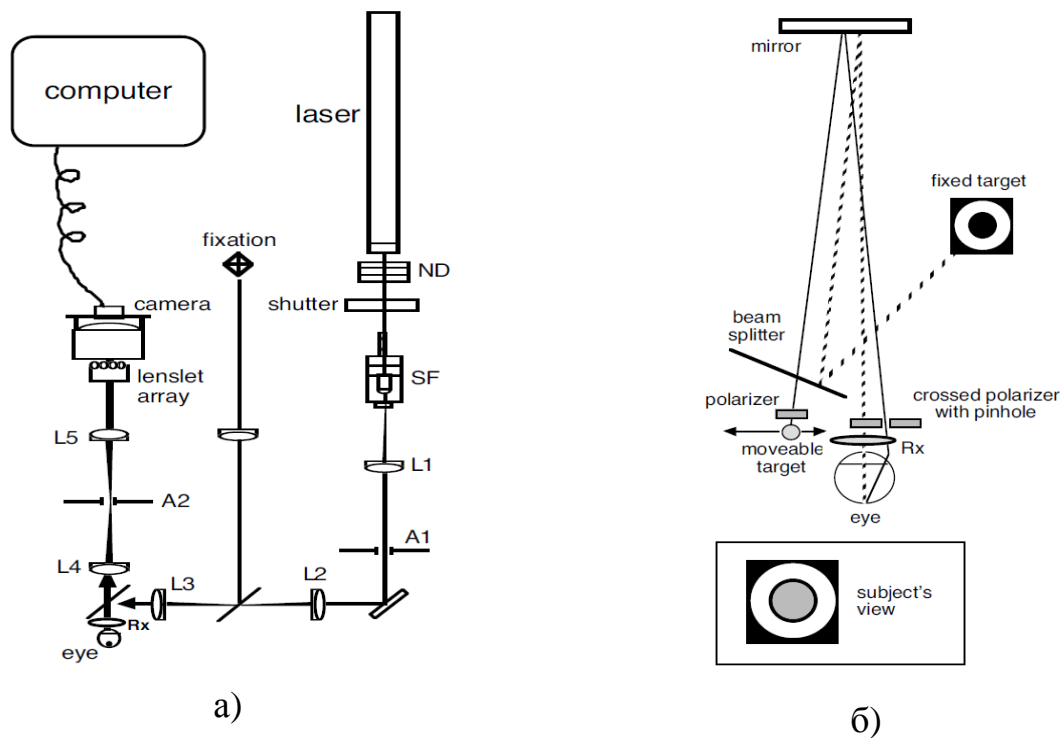 computer
laser
fixation
ND
camera
shutter
lenslet
array
SF
L5
L1
A2
A1
L4
L3
L2
Rx
eye
а)
mirror
fixed target
beam
splitter
polarizer
crossed polarizer
with pinhole
moveable
target
Rx
eye
subject's
view
б)